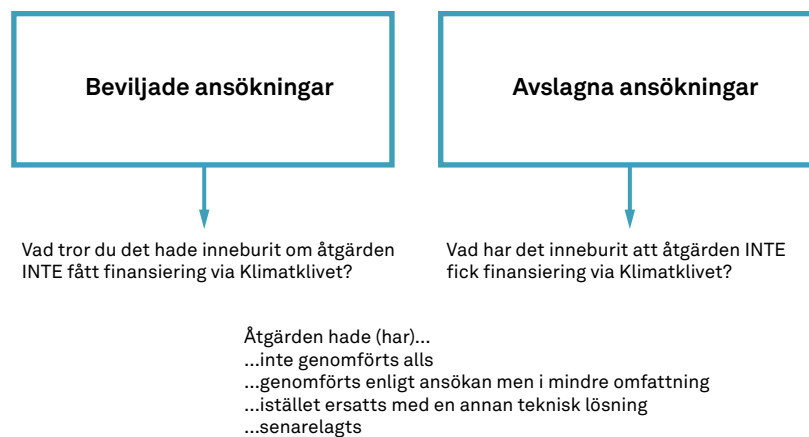 Beviljade ansökningar
Avslagna ansökningar
Vad tror du det hade inneburit om åtgärden
INTE fått finansiering via Klimatklivet?
Vad har det inneburit att åtgärden INTE
fick finansiering via Klimatklivet?
Åtgärden hade (har)...
...inte genomförts alls
...genomförts enligt ansökan men i mindre omfattning
...istället ersatts med en annan teknisk lösning
...senarelagts